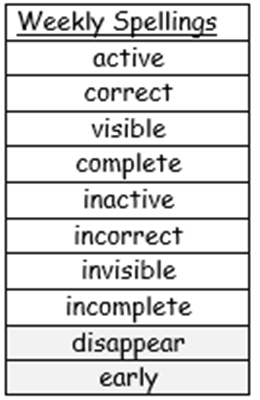 Weekly Spellings
active
correct
visible
complete
inactive
incorrect
invisible
incomplete
disappear
early